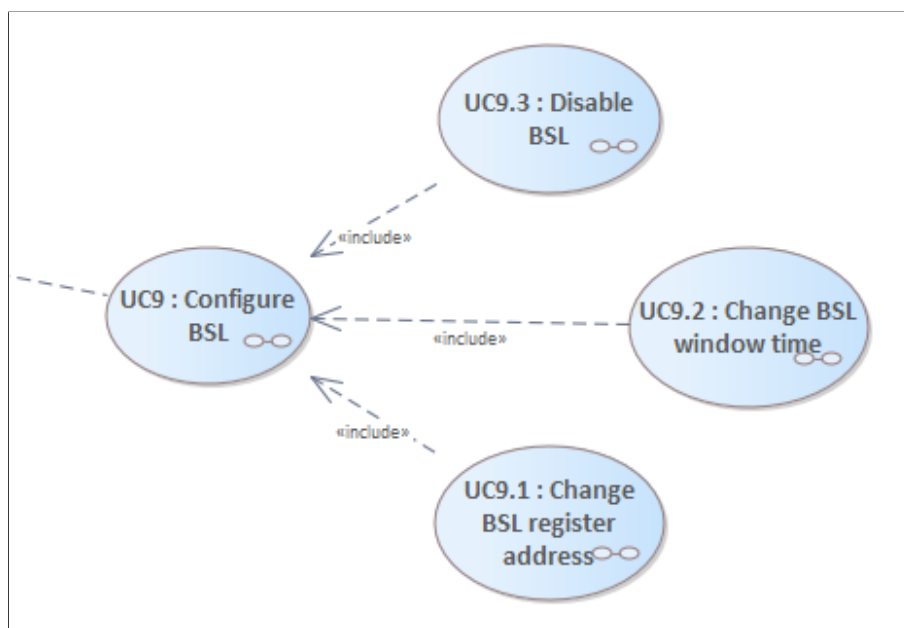 UC9.3 : Disable
BSL
«include»
UC9 : Configure
BSL
UC9.2 : Change BSL
window time
«include»
«include»
UC9.1 : Change
BSL register
address